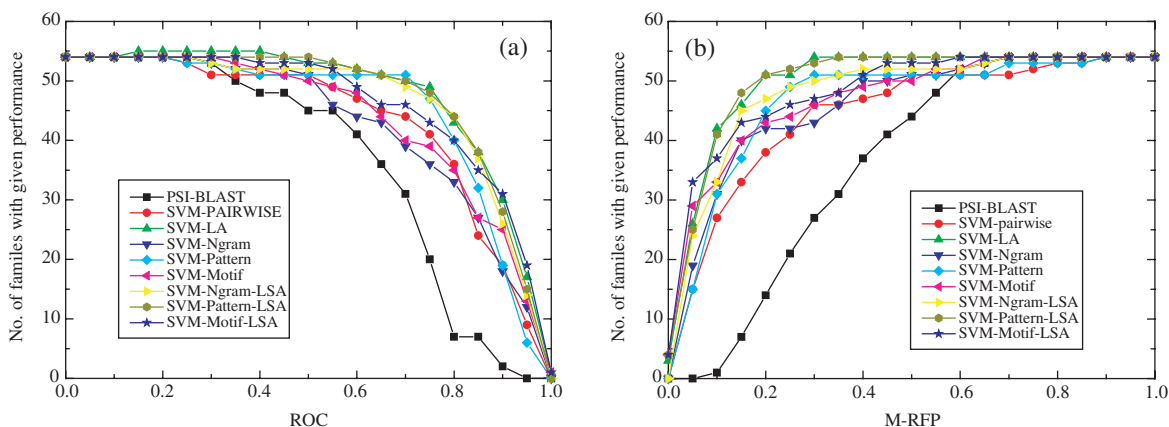 (a)
No. of familes with given performance
60
50
40
30
20
10
0
PSI-BLAST
SVM-PAIRWISE
SVM-LA
SVM-Ngram
SVM-Pattern
SVM-Motif
SVM-Ngram-LSA
SVM-Pattern-LSA
SVM-Motif-LSA
0.0 0.2 0.4 0.6 0.8 1.0
ROC
(b)
No. of familes with given performance
60
50
40
30
20
10
0
PSI-BLAST
SVM-pairwise
SVM-LA
SVM-Ngram
SVM-Pattern
SVM-Motif
SVM-Ngram-LSA
SVM-Pattern-LSA
SVM-Motif-LSA
0.0 0.2 0.4 0.6 0.8 1.0
M-RFP